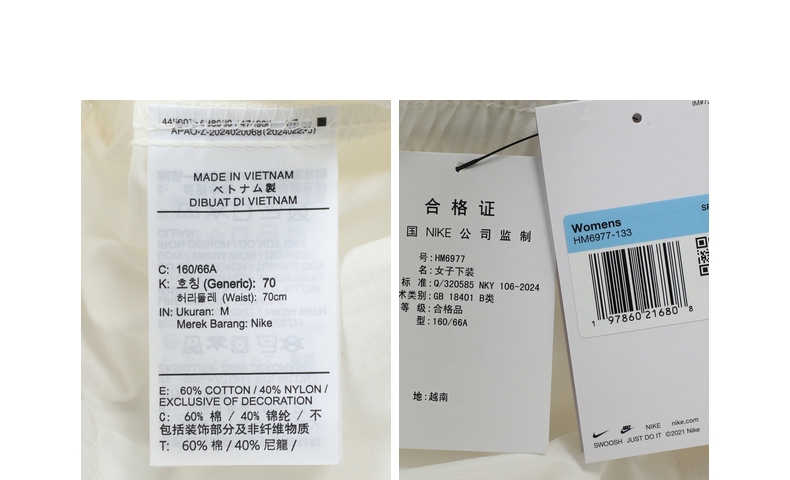 MADE IN VIETNAM
ベトナム製
DIBUAT DI VIETNAM
C: 160/66A
K: 호칭 (Generic): 70
허리둘레 (Waist): 70cm
IN: Ukuran: M
Merek Barang: Nike
E: 60% COTTON / 40% NYLON /
EXCLUSIVE OF DECORATION
C: 60% 棉 / 40% 锦纶 / 不
包括装饰部分及非纤维物质
T: 60% 棉 / 40% 尼龍 /
合格证
国 NIKE 公司监制
号:HM6977
名:女子下装
标 准:Q/320585 NKY 106-2024
术类别:GB 18401 B类
等 级:合格品
型:160/66A
地:越南
Womens
HM6977-133
1 97860 21680 8
NIKE nike.com
SWOOSH JUST DO IT ©2021 Nike